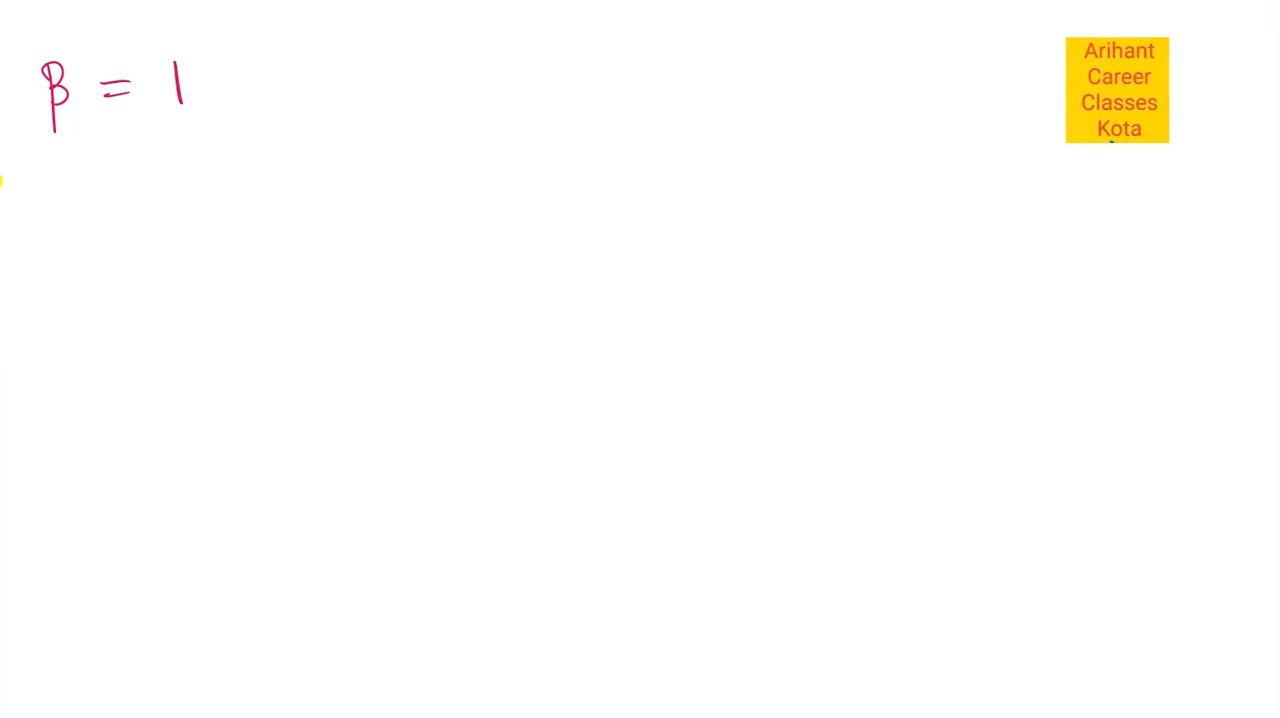 β = 1
Arihant
Career
Classes
Kota